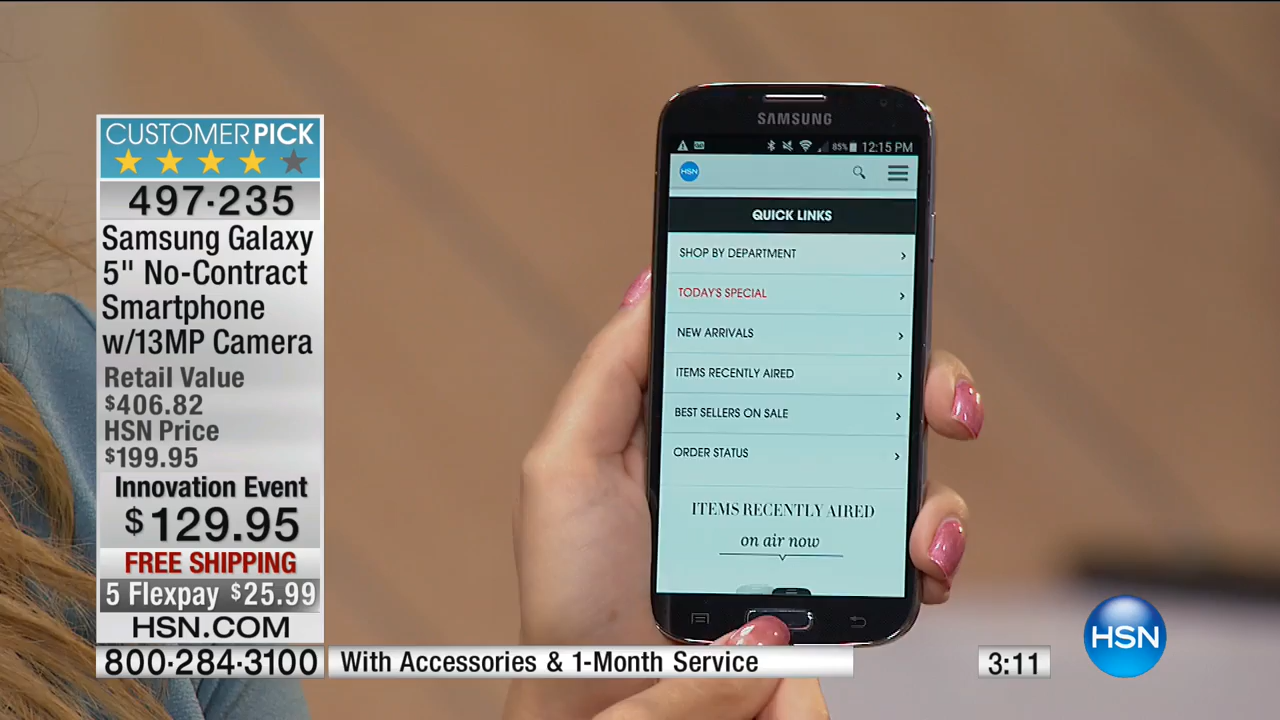 CUSTOMER PICK
497-235
Samsung Galaxy
5" No-Contract
Smartphone
w/13MP Camera
Retail Value
$406.82
HSN Price
$199.95
Innovation Event
$129.95
FREE SHIPPING
5 Flexpay $25.99
HSN.COM
800-284-3100
With Accessories & 1-Month Service
3:11
HSN
SAMSUNG
85% 12:15 PM
HSN
QUICK LINKS
SHOP BY DEPARTMENT
TODAY'S SPECIAL
NEW ARRIVALS
ITEMS RECENTLY AIRED
BEST SELLERS ON SALE
ORDER STATUS
ITEMS RECENTLY AIRED
on air now